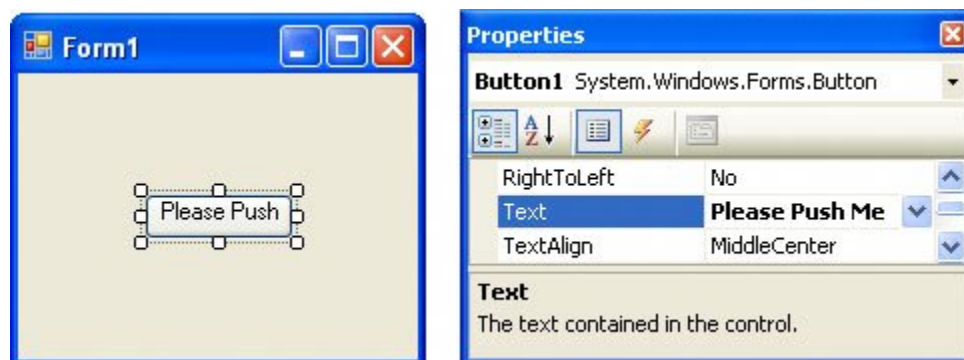 Form1
Please Push
Properties
Button1 System.Windows.Forms.Button
A
Z
RightToLeft No
Text Please Push Me
TextAlign MiddleCenter
Text
The text contained in the control.